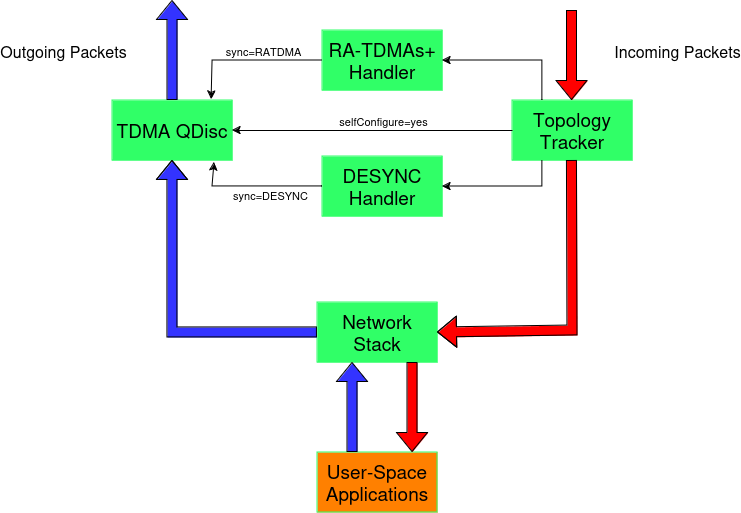 RA-TDMAs+
Handler
Outgoing Packets
sync=RATDMA
Incoming Packets
TDMA QDisc
selfConfigure=yes
Topology
Tracker
DESYNC
Handler
sync=DESYNC
Network
Stack
User-Space
Applications